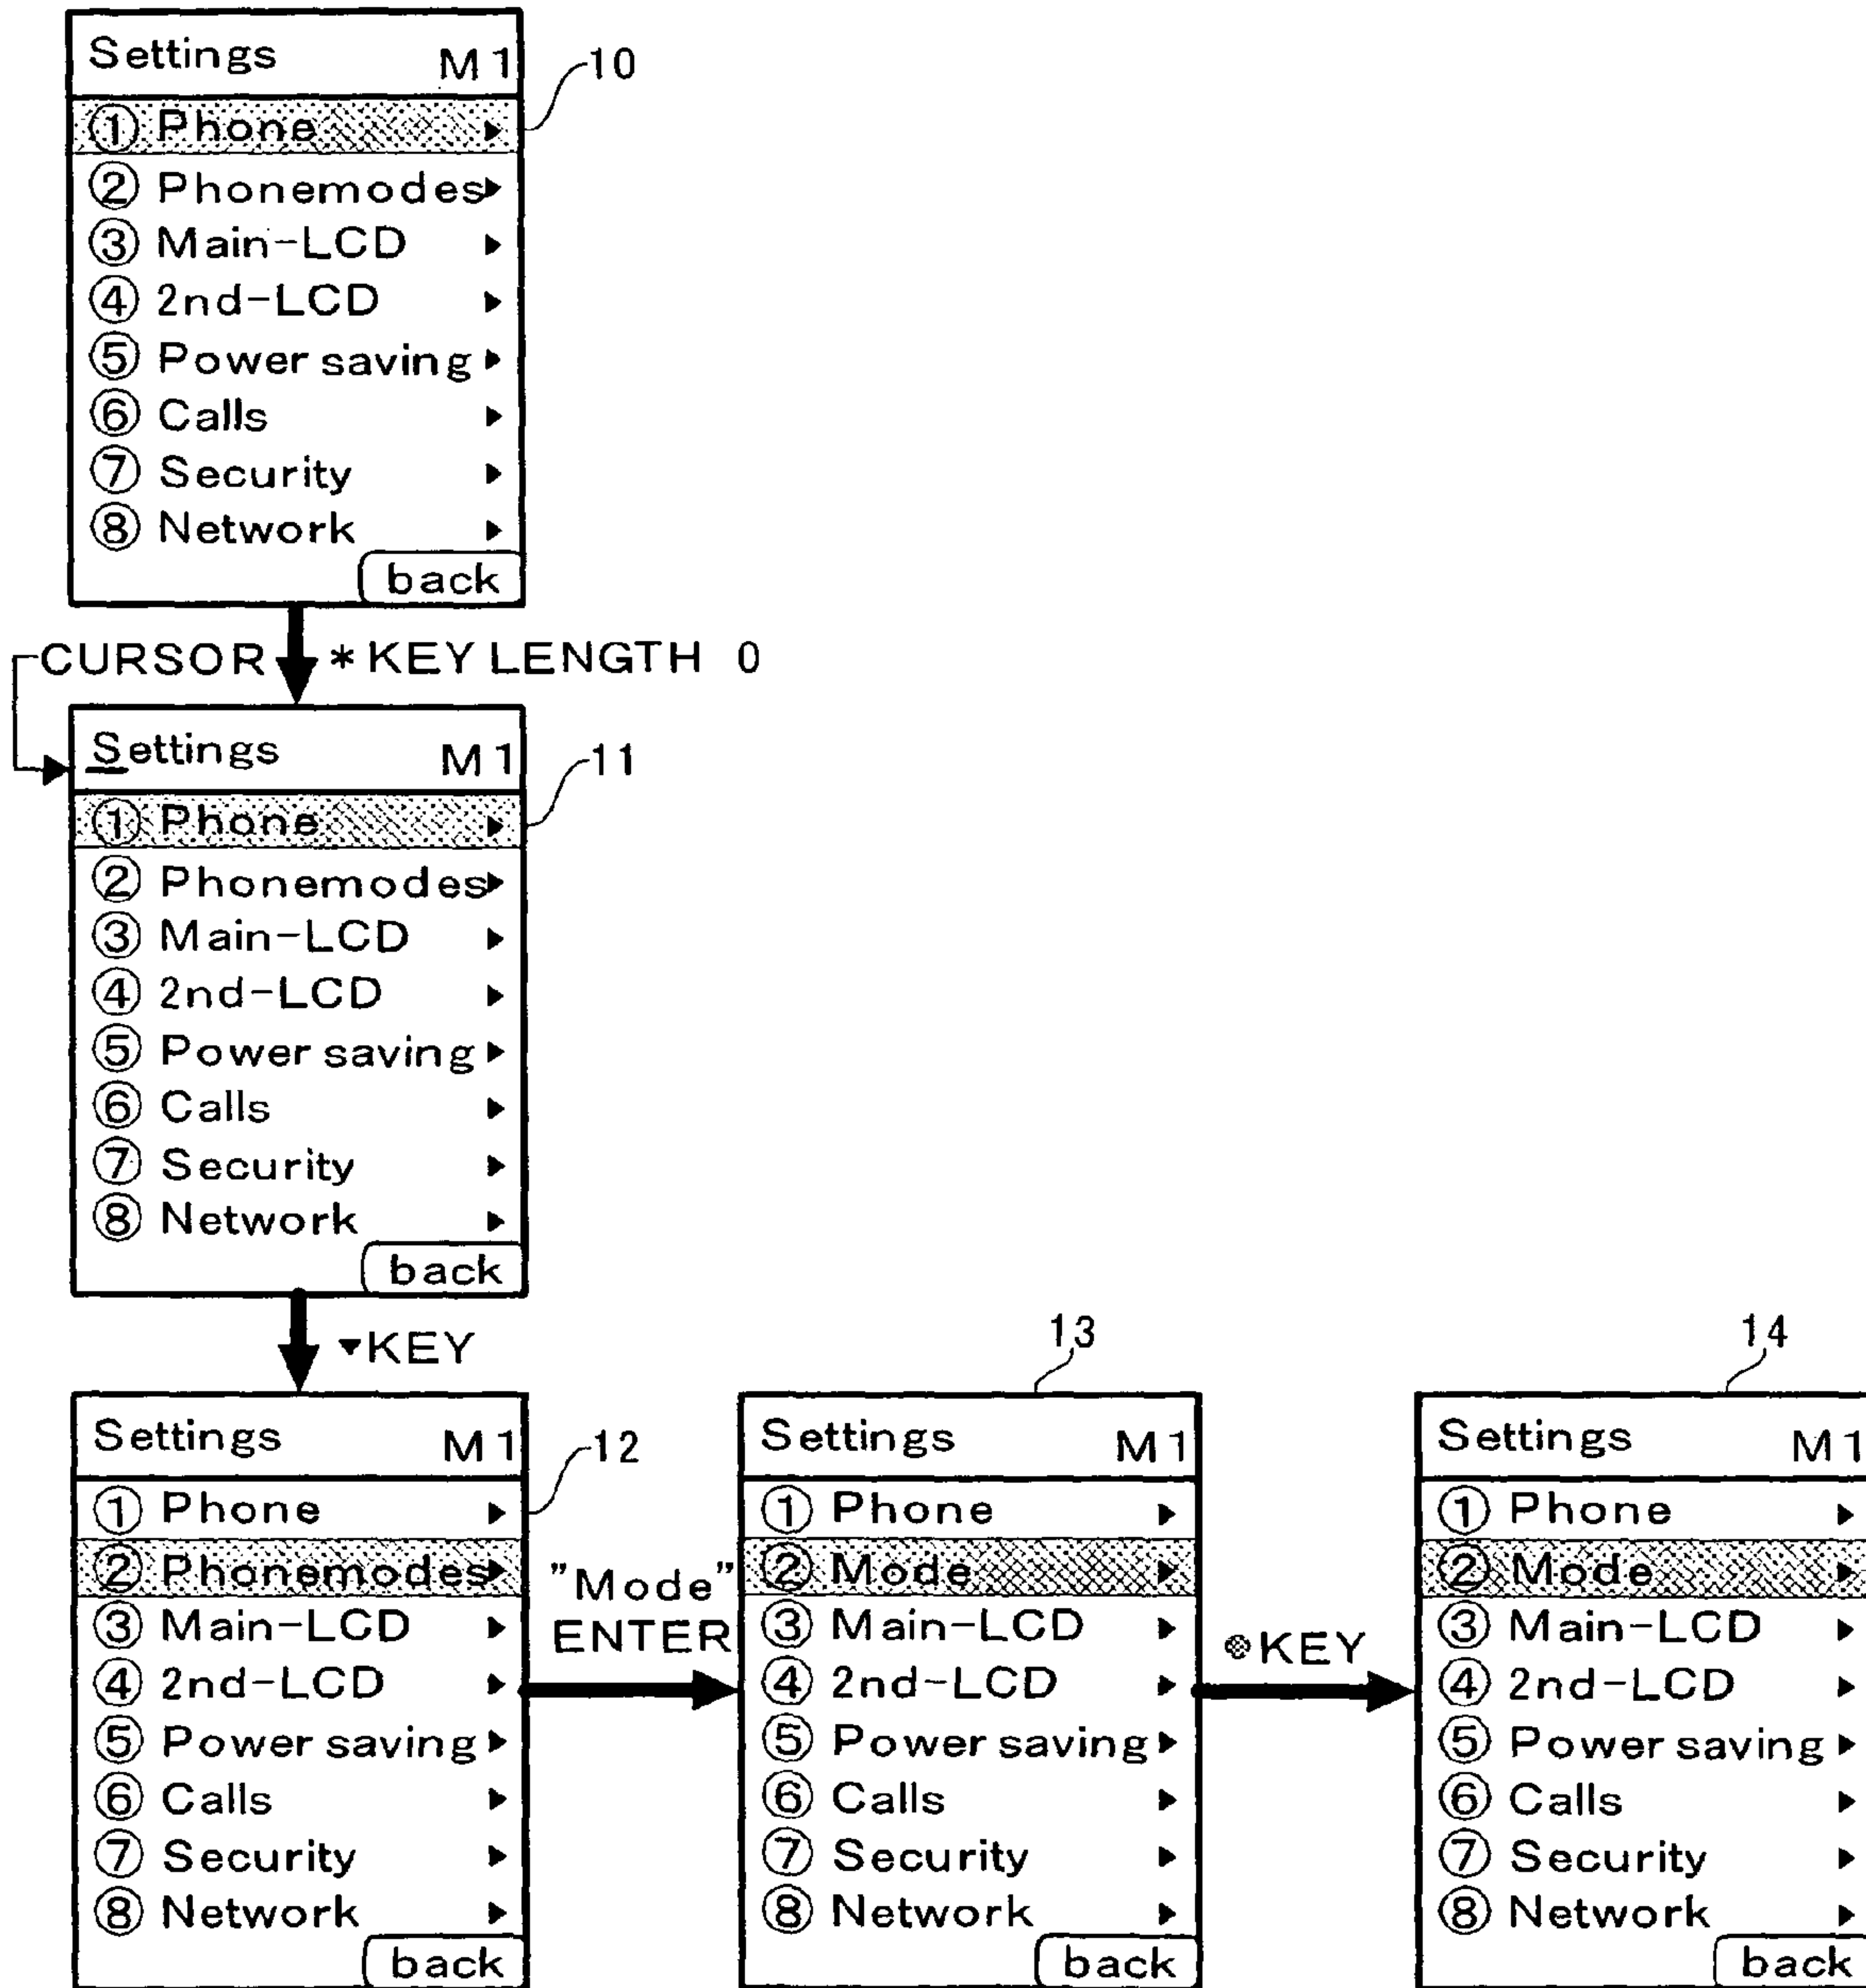 Settings M1
10
① Phone ▶
② Phonemodes▶
③ Main-LCD ▶
④ 2nd-LCD ▶
⑤ Power saving ▶
⑥ Calls ▶
⑦ Security ▶
⑧ Network ▶
back
CURSOR
* KEY LENGTH 0
Settings M1
11
① Phone ▶
② Phonemodes▶
③ Main-LCD ▶
④ 2nd-LCD ▶
⑤ Power saving ▶
⑥ Calls ▶
⑦ Security ▶
⑧ Network ▶
back
▼KEY
Settings M1
12
① Phone ▶
② Phonemodes▶
③ Main-LCD ▶
④ 2nd-LCD ▶
⑤ Power saving ▶
⑥ Calls ▶
⑦ Security ▶
⑧ Network ▶
back
"Mode"
ENTER
13
Settings M1
① Phone ▶
② Mode ▶
③ Main-LCD ▶
④ 2nd-LCD ▶
⑤ Power saving ▶
⑥ Calls ▶
⑦ Security ▶
⑧ Network ▶
back
●KEY
14
Settings M1
① Phone ▶
② Mode ▶
③ Main-LCD ▶
④ 2nd-LCD ▶
⑤ Power saving ▶
⑥ Calls ▶
⑦ Security ▶
⑧ Network ▶
back